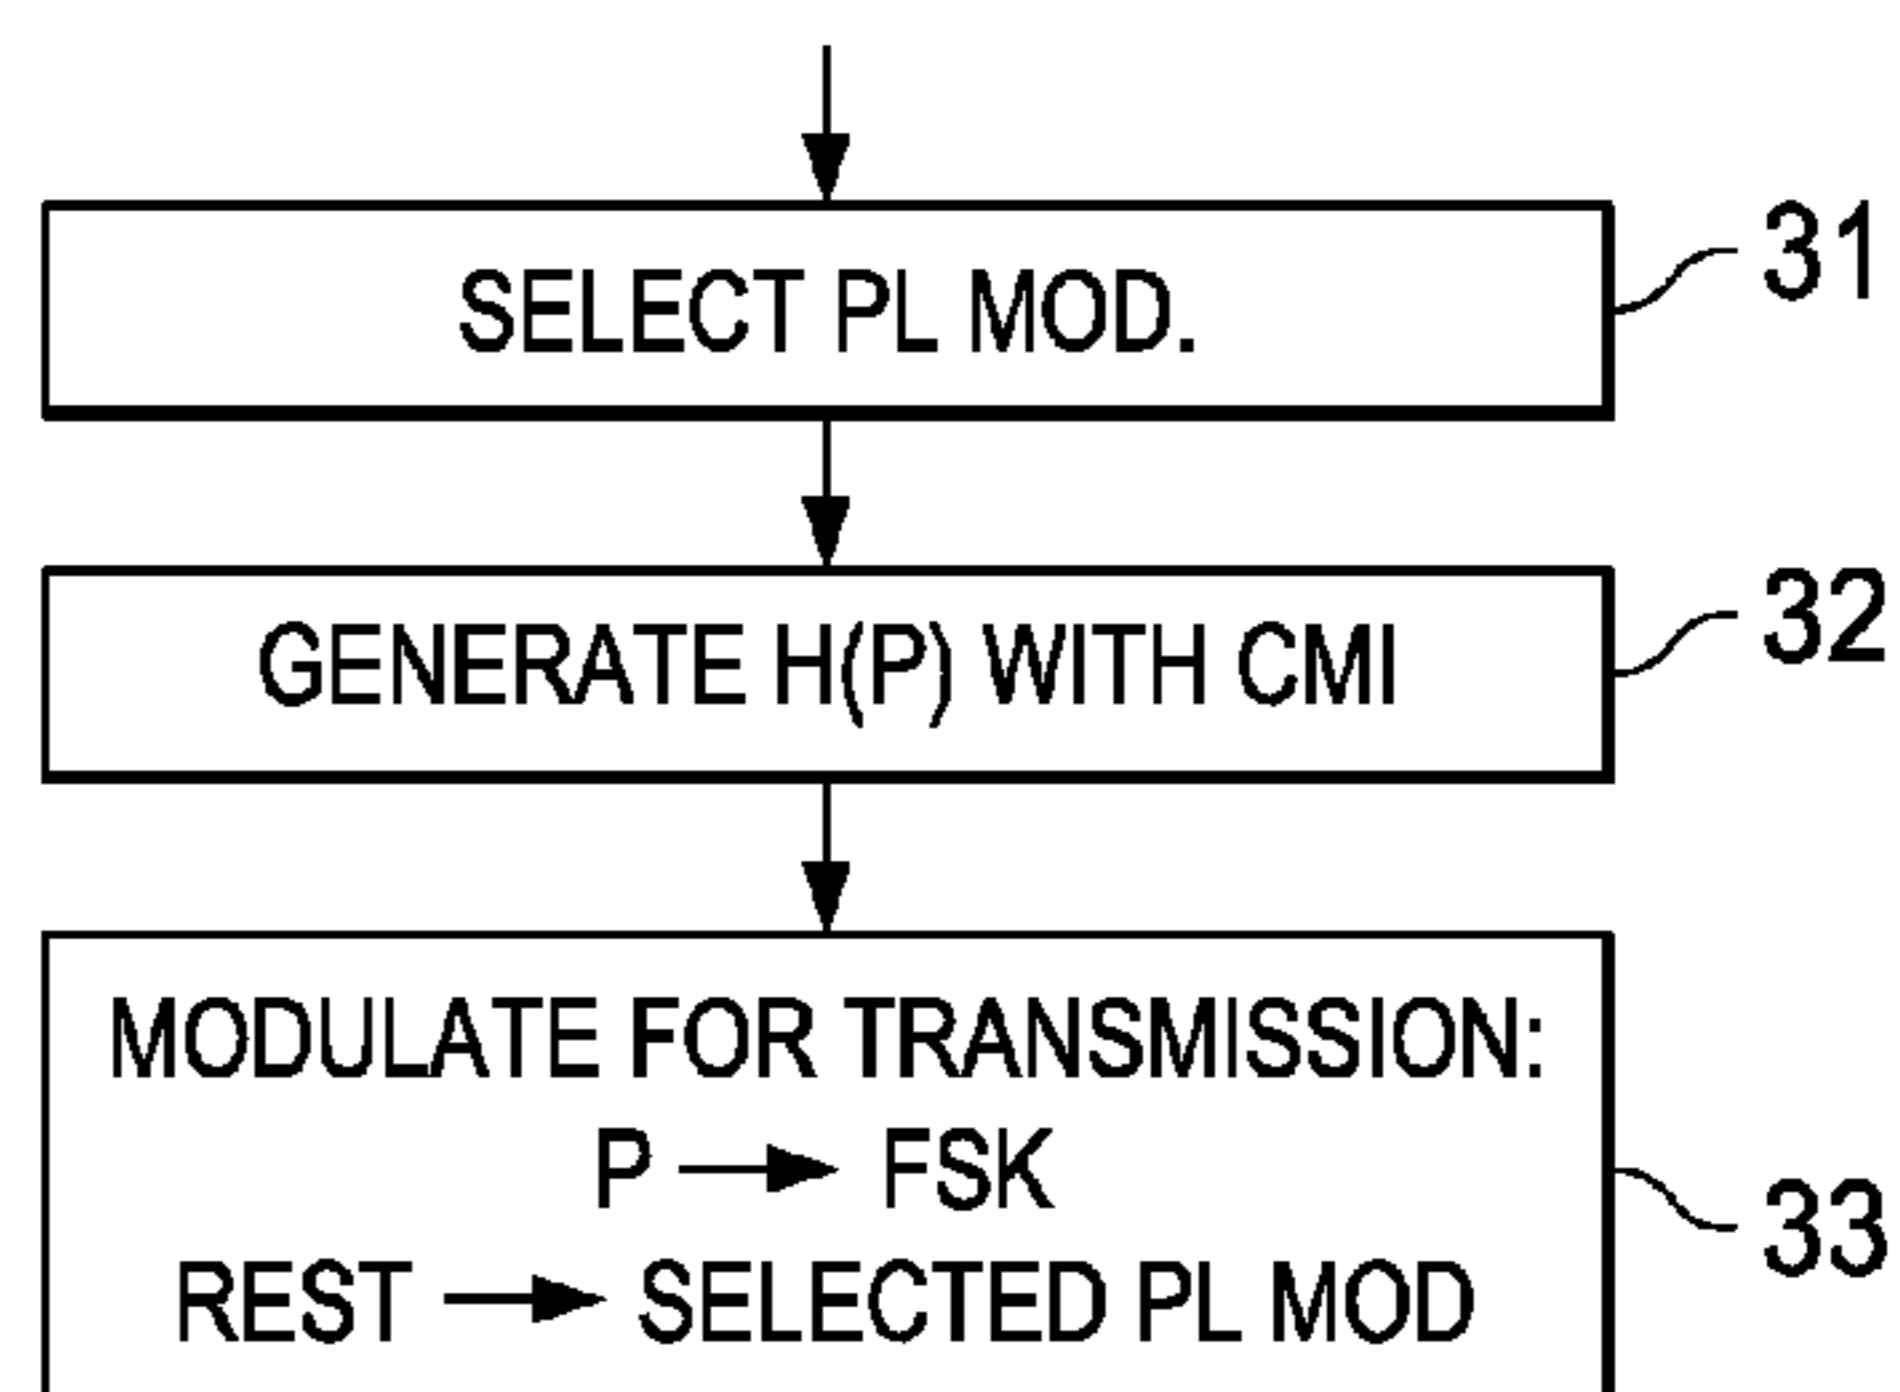 SELECT PL MOD.
31
GENERATE H(P) WITH CMI
32
MODULATE FOR TRANSMISSION:
P → FSK
33
REST → SELECTED PL MOD